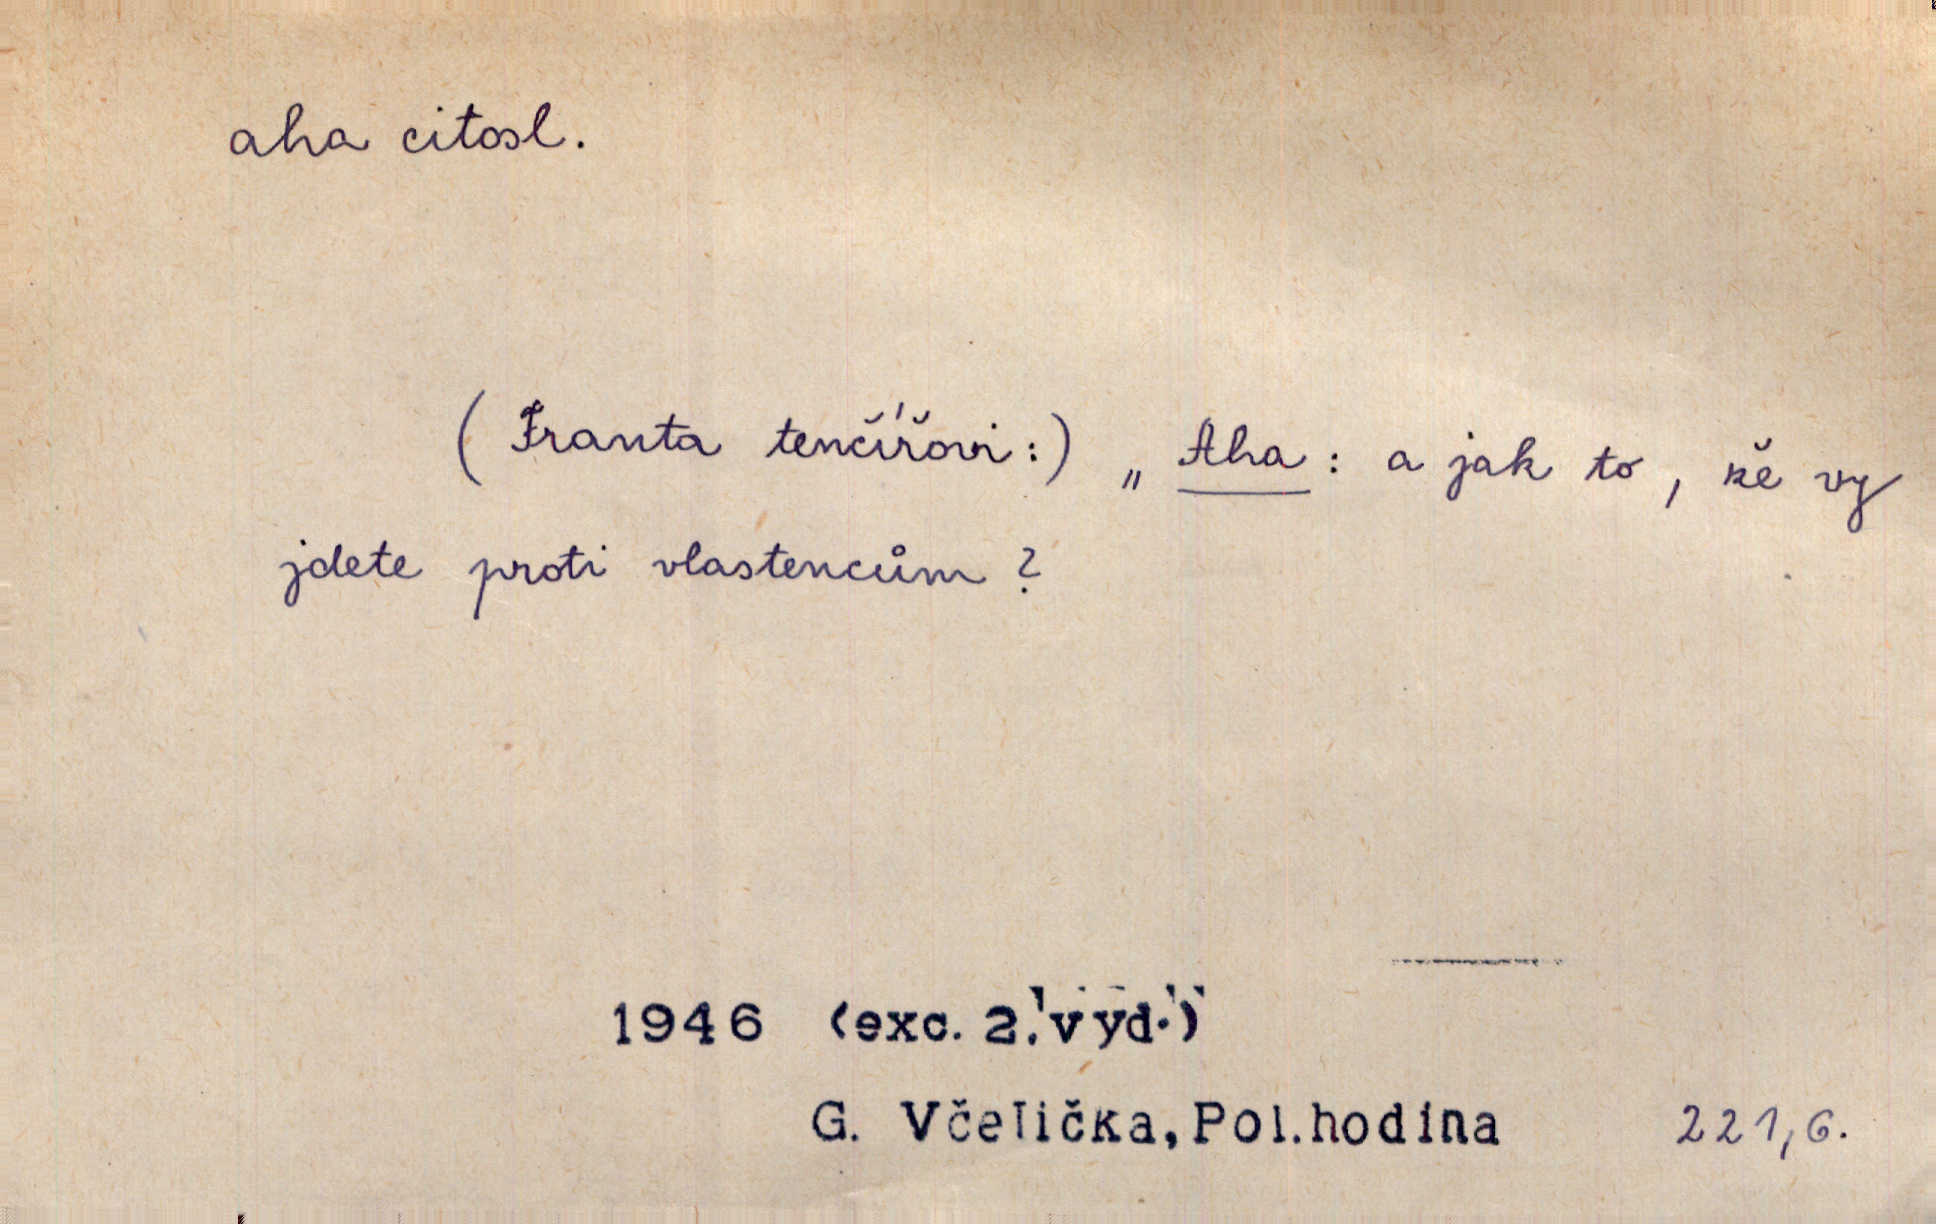 aha citosl.
(Franta tenčířovi:) „Aha: a jak to, že vy
jdete proti vlastencům?
1946 (exc. 2. vyd.)
G. Včelička, Pol. hodina 221, 6.